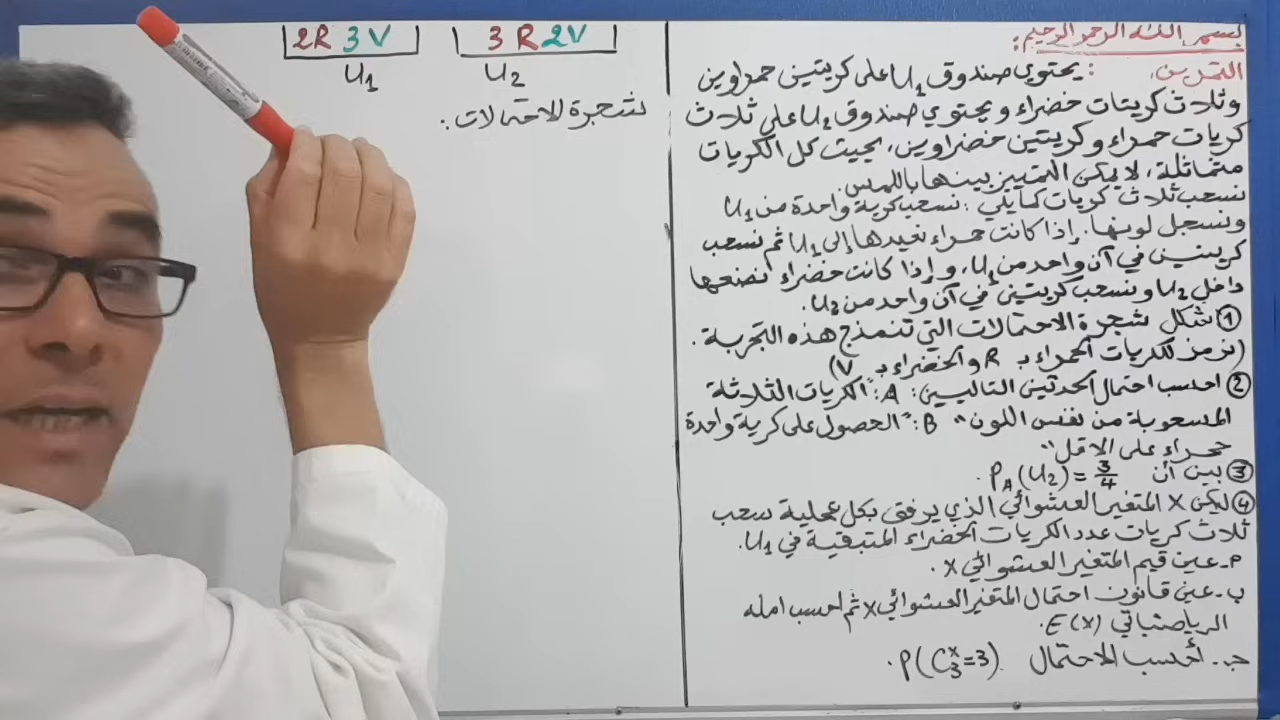 بسم الله الرحمن الرحيم:
التمرين: يحتوي صندوق U₁ على كريتين حمراوين
وثلاث كريات خضراء ويحتوي صندوق U₂ على ثلاث
كريات حمراء وكريتين خضراوين، بحيث كل الكريات
متماثلة، لا يمكن التمييز بينها باللمس.
نسحب ثلاث كريات كما يلي: نسحب كرية واحدة من U₁
ونسجل لونها. إذا كانت حمراء نعيدها إلى U₁ ثم نسحب
كريتين في آن واحد من U₁، وإذا كانت خضراء نضعها
داخل U₂ ونسحب كريتين في آن واحد من U₂.
① شكل شجرة الاحتمالات التي تنمذج هذه التجربة.
(نرمز للكريات الحمراء بـ R والخضراء بـ V)
② احسب احتمال الحدثين التاليين: A: "الكريات الثلاثة
المسحوبة من نفس اللون" B: "الحصول على كرية واحدة
حمراء على الاقل"
③ بين أن P_A(U₂) = 3/4.
④ ليكن X المتغير العشوائي الذي يرفق بكل عملية سحب
ثلاث كريات عدد الكريات الخضراء المتبقية في U₁.
P- عين قيم المتغير العشوائي X.
ب- عين قانون احتمال المتغير العشوائي X ثم احسب امله
الرياضياتي E(X).
جـ- أحسب الاحتمال P(C₃ˣ=3).
2R 3V
3 R 2V
U₁
U₂
شجرة الاحتمالات: